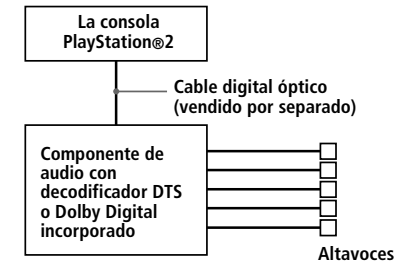 La consola
PlayStation®2
Cable digital óptico
(vendido por separado)
Componente de
audio con
decodificador DTS
o Dolby Digital
incorporado
Altavoces